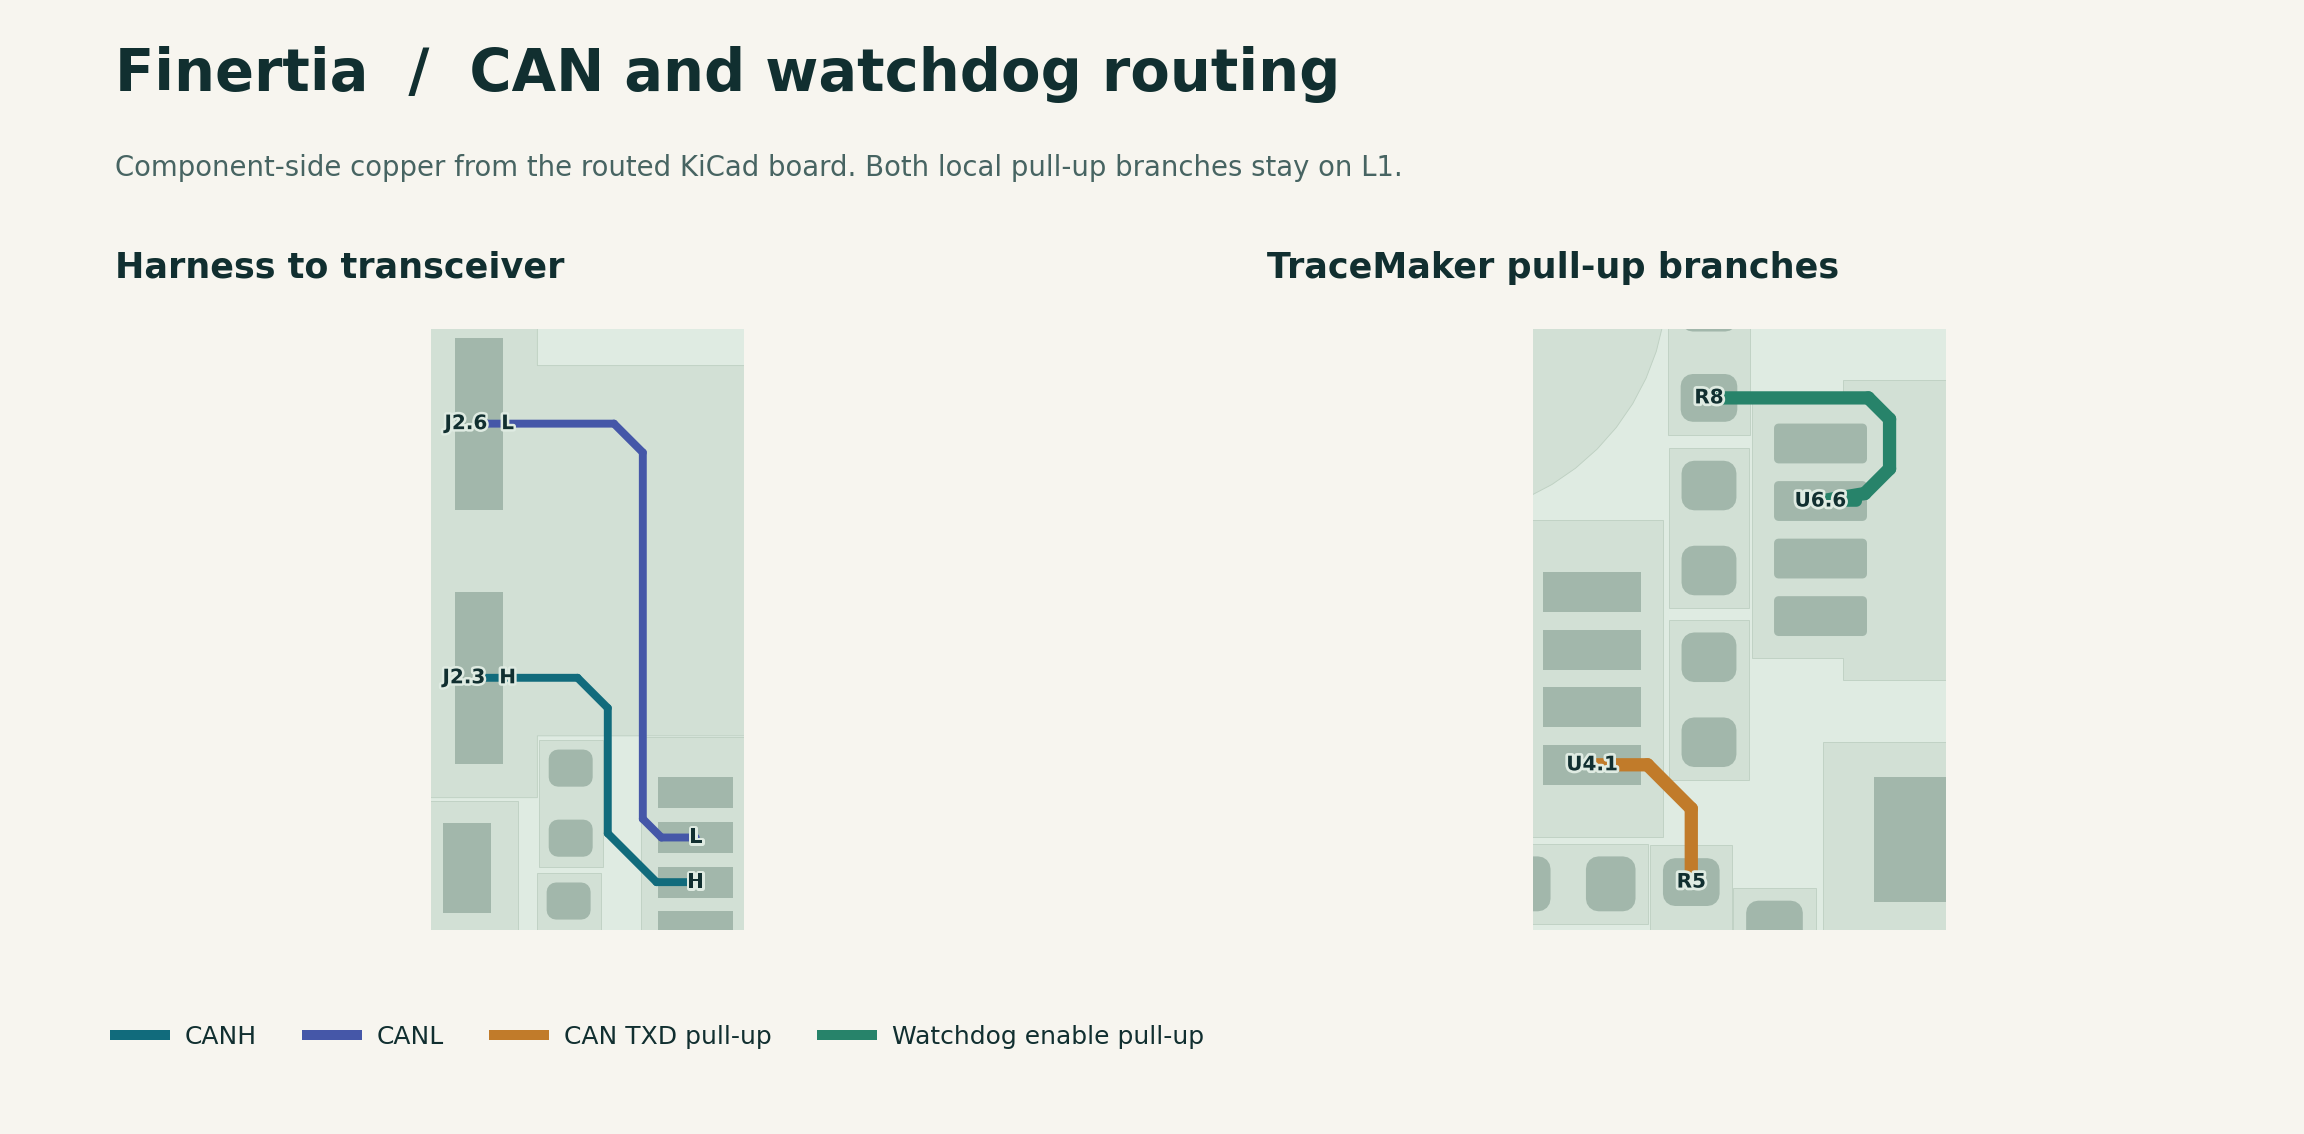 Finertia / CAN and watchdog routing
Component-side copper from the routed KiCad board. Both local pull-up branches stay on L1.
Harness to transceiver
TraceMaker pull-up branches
J2.6 L
J2.3 H
L
H
R8
U6.6
U4.1
R5
CANH
CANL
CAN TXD pull-up
Watchdog enable pull-up